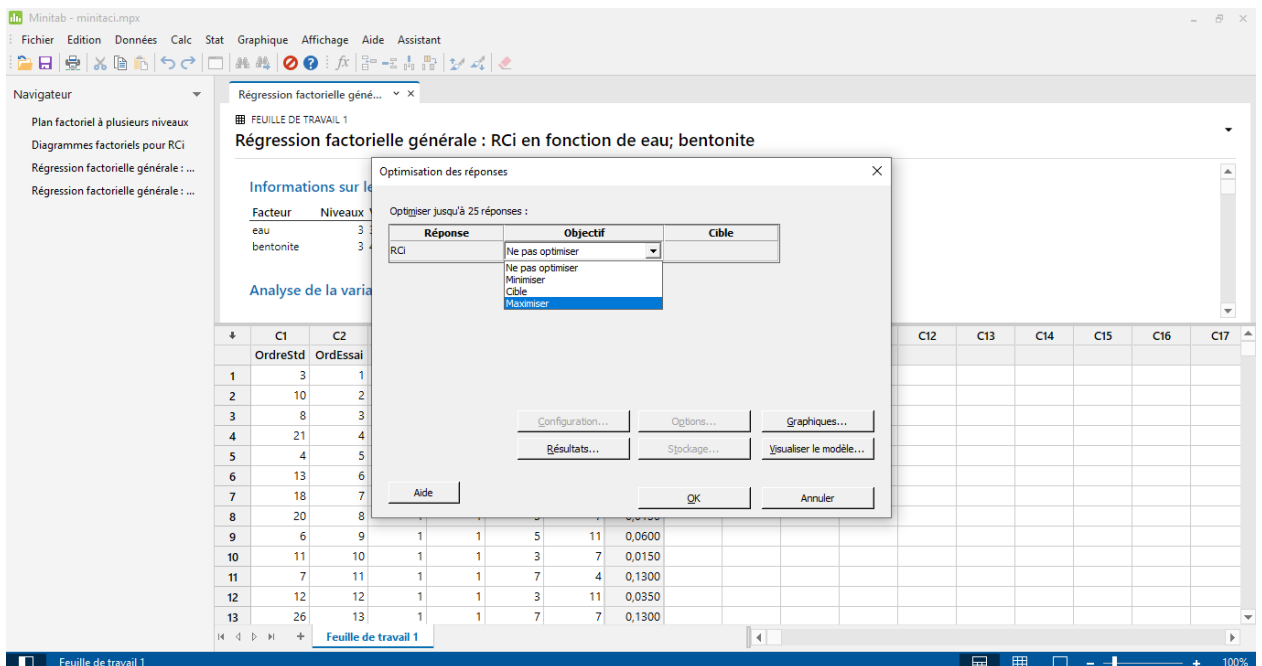 Minitab - minitaci.mpx
Fichier Edition Données Calc Stat Graphique Affichage Aide Assistant
Navigateur
Plan factoriel à plusieurs niveaux
Diagrammes factoriels pour RCi
Régression factorielle générale : ...
Régression factorielle générale : ...
Régression factorielle géné...
FEUILLE DE TRAVAIL 1
Régression factorielle générale : RCi en fonction de eau; bentonite
Informations sur le
Facteur Niveaux
eau 3
bentonite 3
Analyse de la varia
Optimisation des réponses
Optimiser jusqu'à 25 réponses :
Réponse Objectif Cible
RCi Ne pas optimiser
Ne pas optimiser
Minimiser
Cible
Maximiser
Configuration... Options... Graphiques...
Résultats... Stockage... Visualiser le modèle...
Aide OK Annuler
C1 C2 C12 C13 C14 C15 C16 C17
OrdreStd OrdEssai
1 3 1
2 10 2
3 8 3
4 21 4
5 4 5
6 13 6
7 18 7
8 20 8
9 6 9 1 1 5 11 0,0600
10 11 10 1 1 3 7 0,0150
11 7 11 1 1 7 4 0,1300
12 12 12 1 1 3 11 0,0350
13 26 13 1 1 7 7 0,1300
Feuille de travail 1
Feuille de travail 1 100%